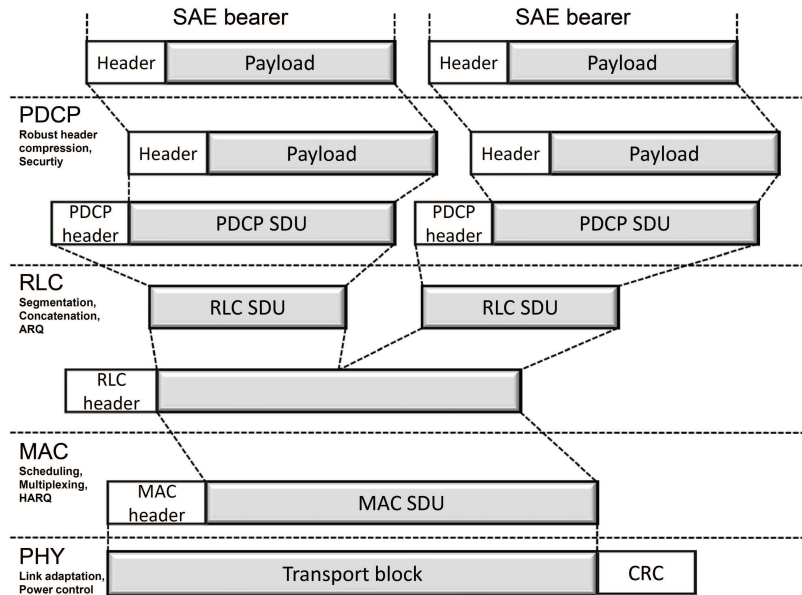 SAE bearer SAE bearer
Header Payload Header Payload
PDCP
Robust header
compression,
Securtiy
Header Payload Header Payload
PDCP
header
PDCP SDU
PDCP
header
PDCP SDU
RLC
Segmentation,
Concatenation,
ARQ
RLC SDU RLC SDU
RLC
header
MAC
Scheduling,
Multiplexing,
HARQ
MAC
header
MAC SDU
PHY
Link adaptation,
Power control
Transport block CRC